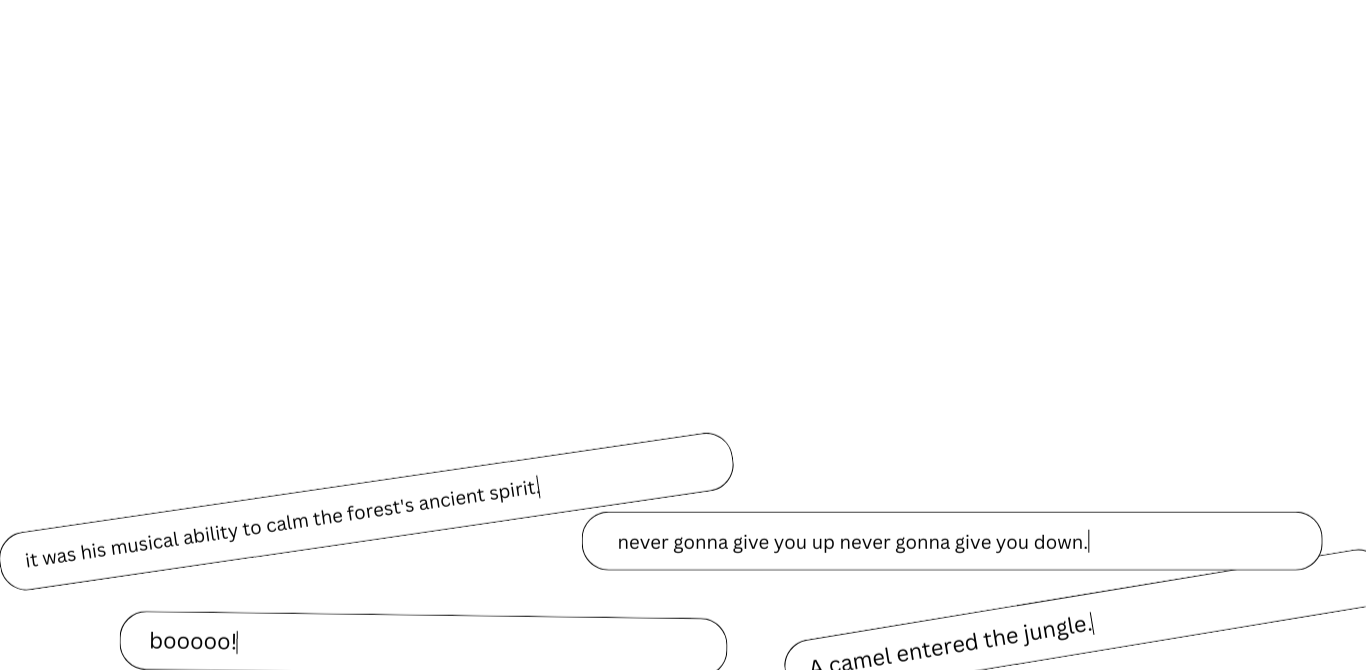 it was his musical ability to calm the forest's ancient spirit
never gonna give you up never gonna give you down.
booooo!
A camel entered the jungle.